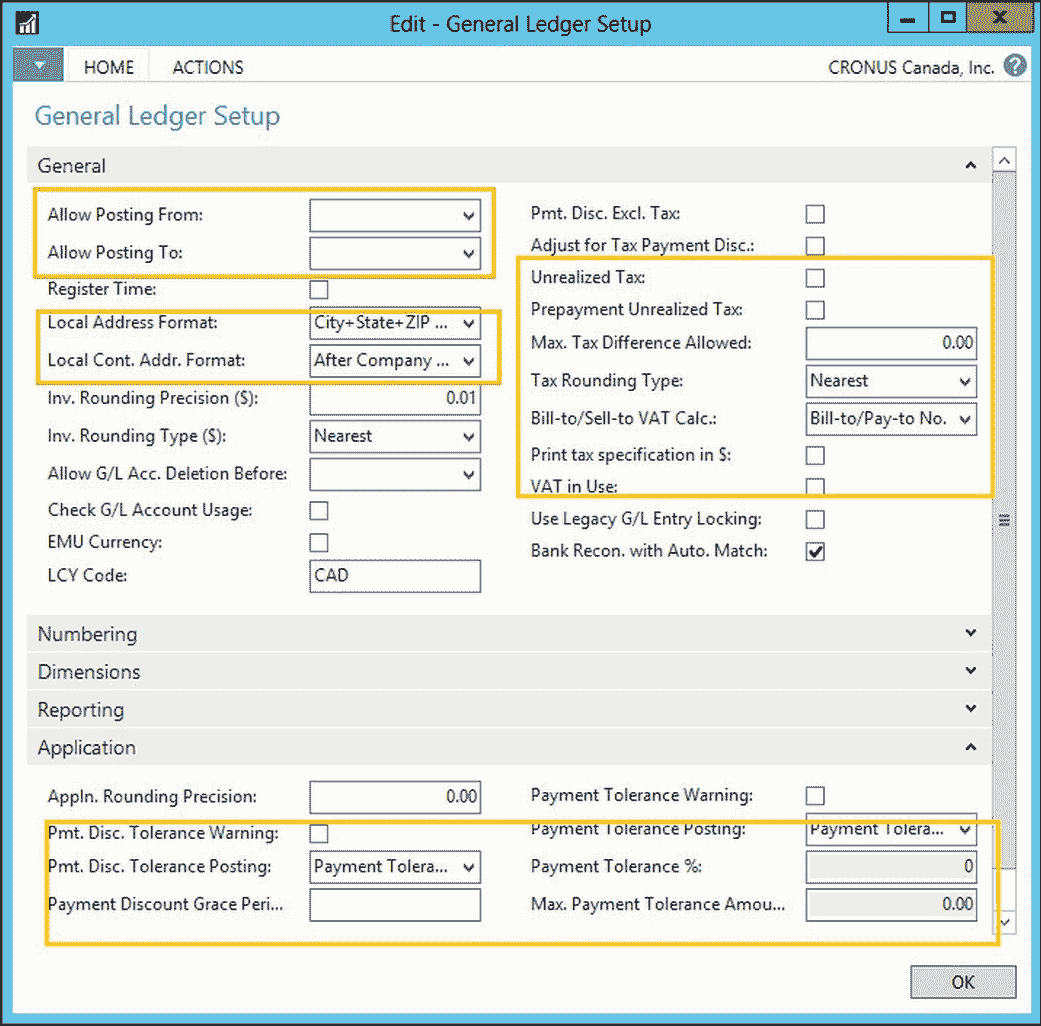 Edit - General Ledger Setup
HOME ACTIONS CRONUS Canada, Inc. ?
General Ledger Setup
General
Allow Posting From:
Allow Posting To:
Register Time:
Local Address Format: City+State+ZIP ...
Local Cont. Addr. Format: After Company ...
Inv. Rounding Precision ($): 0.01
Inv. Rounding Type ($): Nearest
Allow G/L Acc. Deletion Before:
Check G/L Account Usage:
EMU Currency:
LCY Code: CAD
Pmt. Disc. Excl. Tax:
Adjust for Tax Payment Disc.:
Unrealized Tax:
Prepayment Unrealized Tax:
Max. Tax Difference Allowed: 0.00
Tax Rounding Type: Nearest
Bill-to/Sell-to VAT Calc.: Bill-to/Pay-to No.
Print tax specification in $:
VAT in Use:
Use Legacy G/L Entry Locking:
Bank Recon. with Auto. Match:
Numbering
Dimensions
Reporting
Application
Appln. Rounding Precision: 0.00
Pmt. Disc. Tolerance Warning:
Pmt. Disc. Tolerance Posting: Payment Tolera...
Payment Discount Grace Peri...
Payment Tolerance Warning:
Payment Tolerance Posting: Payment Tolera...
Payment Tolerance %: 0
Max. Payment Tolerance Amou... 0.00
OK